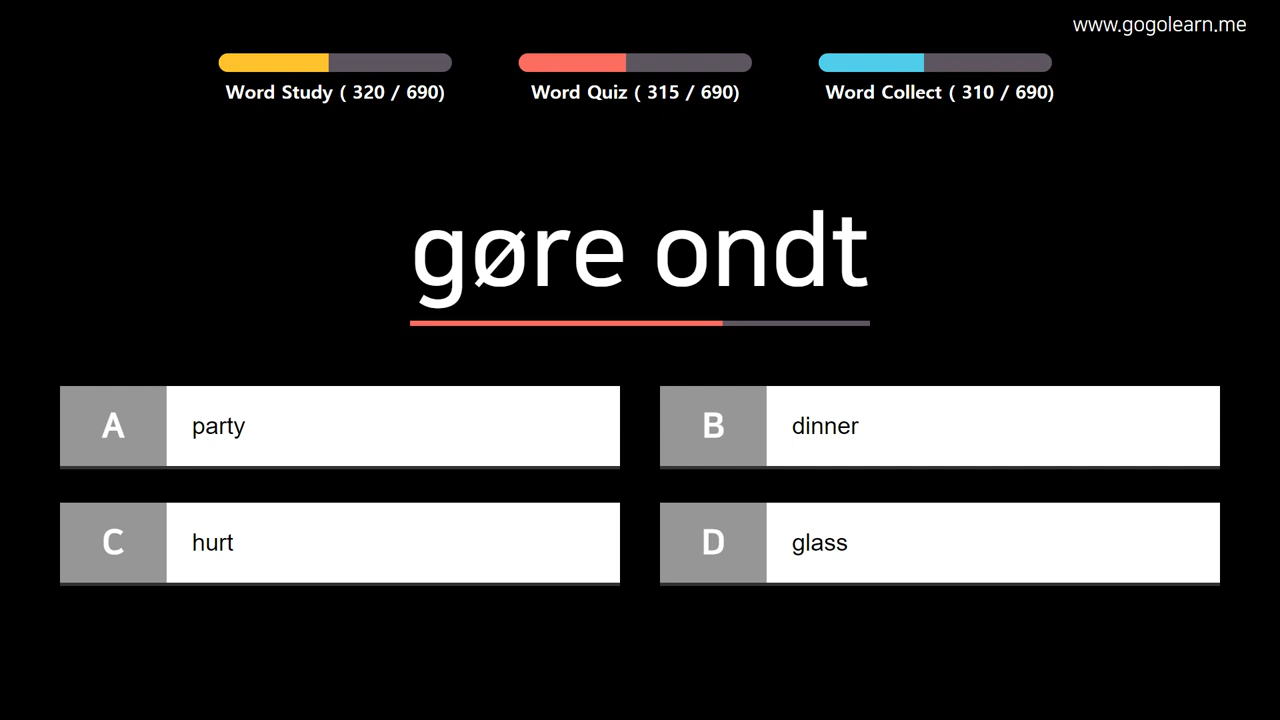 www.gogolearn.me
Word Study ( 320 / 690)
Word Quiz ( 315 / 690)
Word Collect ( 310 / 690)
gøre ondt
A party
B dinner
C hurt
D glass